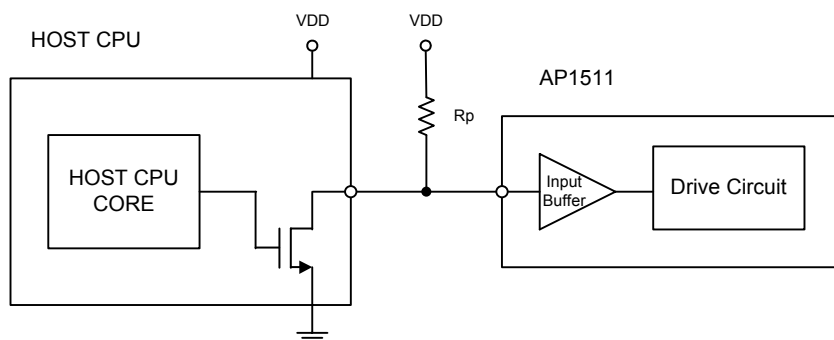 HOST CPU
VDD
VDD
AP1511
Rp
HOST CPU
CORE
Input
Buffer
Drive Circuit